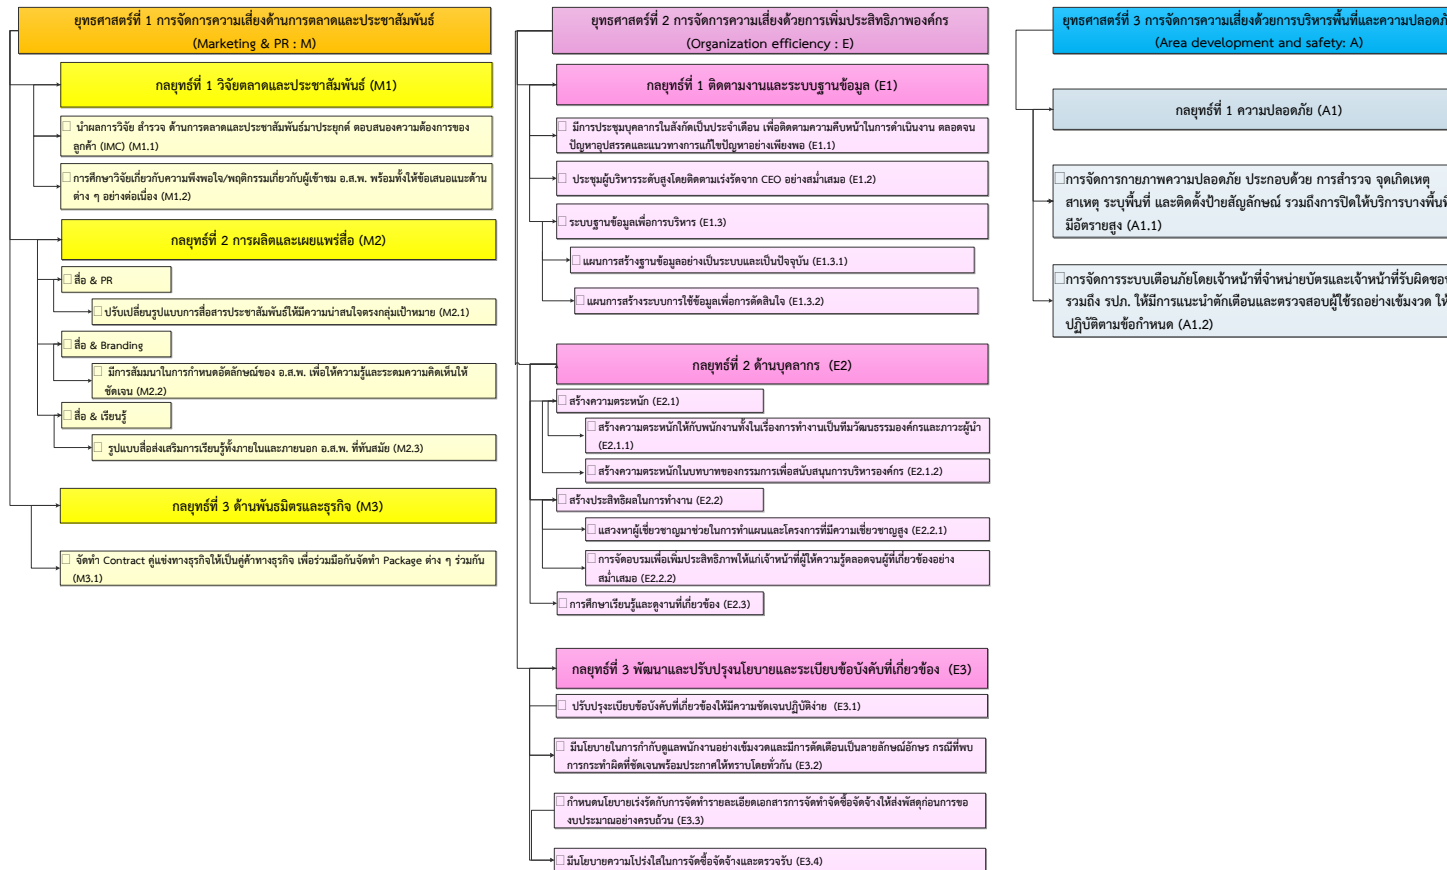 ยุทธศาสตร์ที่ 1 การจัดการความเสี่ยงด้านการตลาดและประชาสัมพันธ์
(Marketing & PR : M)
กลยุทธ์ที่ 1 วิจัยตลาดและประชาสัมพันธ์ (M1)
นำผลการวิจัย สำรวจ ด้านการตลาดและประชาสัมพันธ์มาประยุกต์ ตอบสนองความต้องการของ
ลูกค้า (IMC) (M1.1)
การศึกษาวิจัยเกี่ยวกับความพึงพอใจ/พฤติกรรมเกี่ยวกับผู้เข้าชม อ.ส.พ. พร้อมทั้งให้ข้อเสนอแนะด้าน
ต่าง ๆ อย่างต่อเนื่อง (M1.2)
กลยุทธ์ที่ 2 การผลิตและเผยแพร่สื่อ (M2)
สื่อ & PR
ปรับเปลี่ยนรูปแบบการสื่อสารประชาสัมพันธ์ให้มีความน่าสนใจตรงกลุ่มเป้าหมาย (M2.1)
สื่อ & Branding
มีการสัมมนาในการกำหนดอัตลักษณ์ของ อ.ส.พ. เพื่อให้ความรู้และระดมความคิดเห็นให้
ชัดเจน (M2.2)
สื่อ & เรียนรู้
รูปแบบสื่อส่งเสริมการเรียนรู้ทั้งภายในและภายนอก อ.ส.พ. ที่ทันสมัย (M2.3)
กลยุทธ์ที่ 3 ด้านพันธมิตรและธุรกิจ (M3)
จัดทำ Contract คู่แข่งทางธุรกิจให้เป็นคู่ค้าทางธุรกิจ เพื่อร่วมมือกันจัดทำ Package ต่าง ๆ ร่วมกัน
(M3.1)
ยุทธศาสตร์ที่ 2 การจัดการความเสี่ยงด้วยการเพิ่มประสิทธิภาพองค์กร
(Organization efficiency : E)
กลยุทธ์ที่ 1 ติดตามงานและระบบฐานข้อมูล (E1)
มีการประชุมบุคลากรในสังกัดเป็นประจำเดือน เพื่อติดตามความคืบหน้าในการดำเนินงาน ตลอดจน
ปัญหาอุปสรรคและแนวทางการแก้ไขปัญหาอย่างเพียงพอ (E1.1)
ประชุมผู้บริหารระดับสูงโดยติดตามเร่งรัดจาก CEO อย่างสม่ำเสมอ (E1.2)
ระบบฐานข้อมูลเพื่อการบริหาร (E1.3)
แผนการสร้างฐานข้อมูลอย่างเป็นระบบและเป็นปัจจุบัน (E1.3.1)
แผนการสร้างระบบการใช้ข้อมูลเพื่อการตัดสินใจ (E1.3.2)
กลยุทธ์ที่ 2 ด้านบุคลากร (E2)
สร้างความตระหนัก (E2.1)
สร้างความตระหนักให้กับพนักงานทั้งในเรื่องการทำงานเป็นทีมวัฒนธรรมองค์กรและภาวะผู้นำ
(E2.1.1)
สร้างความตระหนักในบทบาทของกรรมการเพื่อสนับสนุนการบริหารองค์กร (E2.1.2)
สร้างประสิทธิผลในการทำงาน (E2.2)
แสวงหาผู้เชี่ยวชาญมาช่วยในการทำแผนและโครงการที่มีความเชี่ยวชาญสูง (E2.2.1)
การจัดอบรมเพื่อเพิ่มประสิทธิภาพให้แก่เจ้าหน้าที่ผู้ให้ความรู้ตลอดจนผู้ที่เกี่ยวข้องอย่าง
สม่ำเสมอ (E2.2.2)
การศึกษาเรียนรู้และดูงานที่เกี่ยวข้อง (E2.3)
กลยุทธ์ที่ 3 พัฒนาและปรับปรุงนโยบายและระเบียบข้อบังคับที่เกี่ยวข้อง (E3)
ปรับปรุงระเบียบข้อบังคับที่เกี่ยวข้องให้มีความชัดเจนปฏิบัติง่าย (E3.1)
มีนโยบายในการกำกับดูแลพนักงานอย่างเข้มงวดและมีการตัดเตือนเป็นลายลักษณ์อักษร กรณีที่พบ
การกระทำผิดที่ชัดเจนพร้อมประกาศให้ทราบโดยทั่วกัน (E3.2)
กำหนดนโยบายเร่งรัดกับการจัดทำรายละเอียดเอกสารการจัดทำจัดซื้อจัดจ้างให้ส่งพัสดุก่อนการขอ
งบประมาณอย่างครบถ้วน (E3.3)
มีนโยบายความโปร่งใสในการจัดซื้อจัดจ้างและตรวจรับ (E3.4)
ยุทธศาสตร์ที่ 3 การจัดการความเสี่ยงด้วยการบริหารพื้นที่และความปลอดภั
(Area development and safety: A)
กลยุทธ์ที่ 1 ความปลอดภัย (A1)
การจัดการกายภาพความปลอดภัย ประกอบด้วย การสำรวจ จุดเกิดเหตุ
สาเหตุ ระบุพื้นที่ และติดตั้งป้ายสัญลักษณ์ รวมถึงการปิดให้บริการบางพื้นที่
มีอัตรายสูง (A1.1)
การจัดการระบบเตือนภัยโดยเจ้าหน้าที่จำหน่ายบัตรและเจ้าหน้าที่รับผิดชอบ
รวมถึง รปภ. ให้มีการแนะนำตักเตือนและตรวจสอบผู้ใช้รถอย่างเข้มงวด ให้
ปฏิบัติตามข้อกำหนด (A1.2)